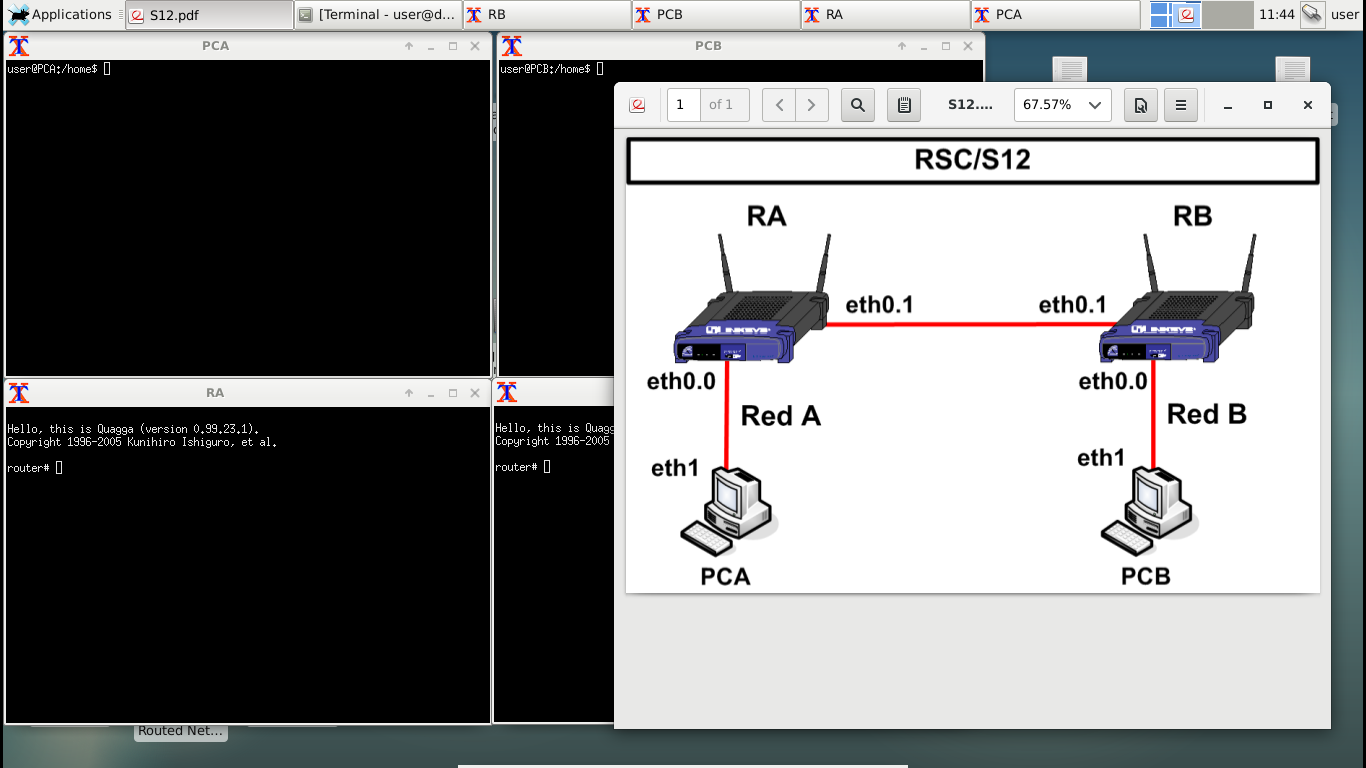 Applications
S12.pdf
[Terminal - user@d...
RB
PCB
RA
PCA
11:44
user
PCA
user@PCA:/home$
PCB
user@PCB:/home$
1 of 1
S12....
67.57%
RSC/S12
RA
RB
eth0.1
eth0.1
eth0.0
eth0.0
Red A
Red B
eth1
eth1
PCA
PCB
RA
Hello, this is Quagga (version 0.99.23.1).
Copyright 1996-2005 Kunihiro Ishiguro, et al.
router#
Hello, this is Quagg
Copyright 1996-2005
router#
Routed Net...